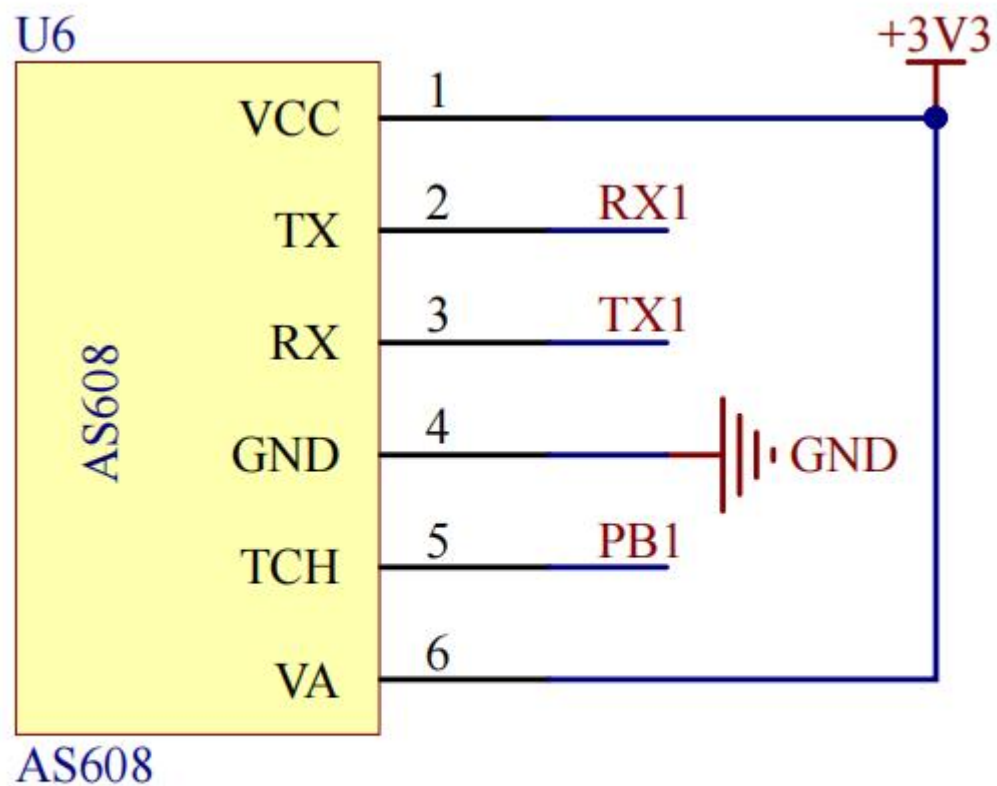 U6
+3V3
VCC 1
TX 2 RX1
RX 3 TX1
AS608
GND 4 GND
TCH 5 PB1
VA 6
AS608